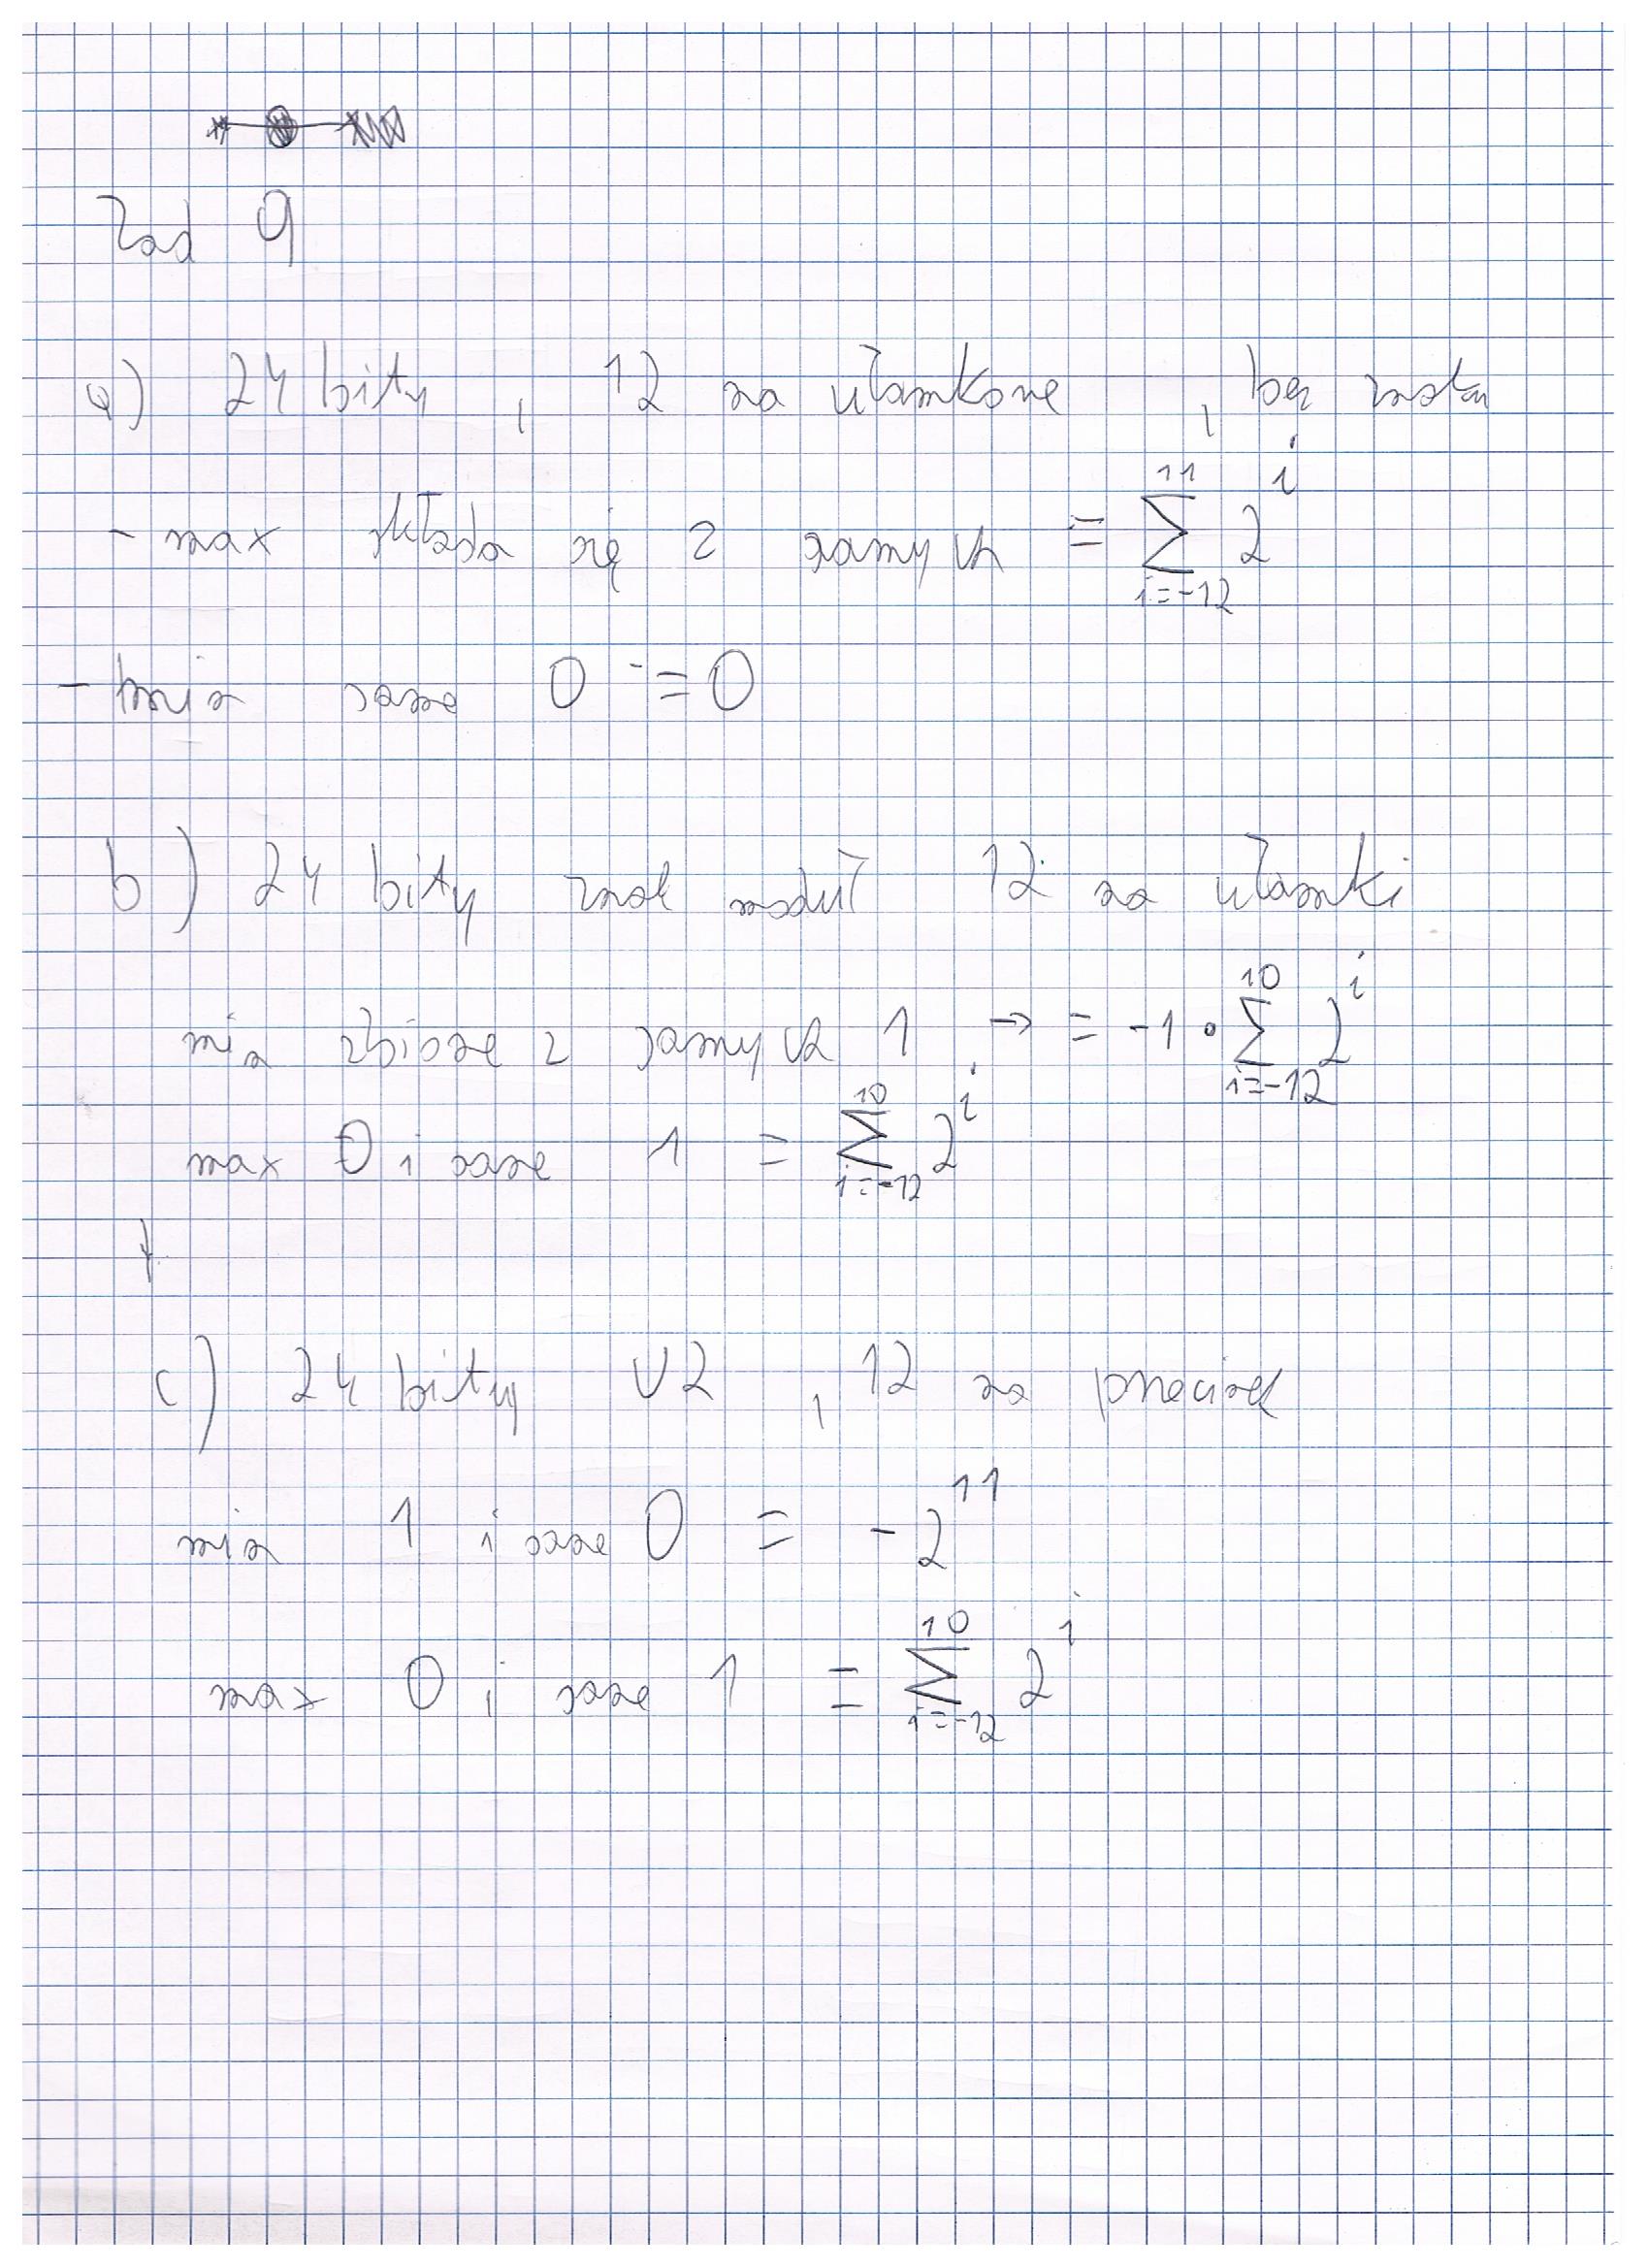 Zad 9
a) 24 bity , 12 na ułamkowe , bez znaku
- max składa się z samych = \sum_{i=-12}^{11} 2^i
- min same 0 = 0
b) 24 bity znak moduł 12 na ułamki
min złożone z samych 1 → = -1 • \sum_{i=-12}^{10} 2^i
max 0 i same 1 = \sum_{i=-12}^{10} 2^i
c) 24 bity U2 , 12 na przecinek
min 1 i same 0 = -2^{11}
max 0 i same 1 = \sum_{i=-12}^{10} 2^i